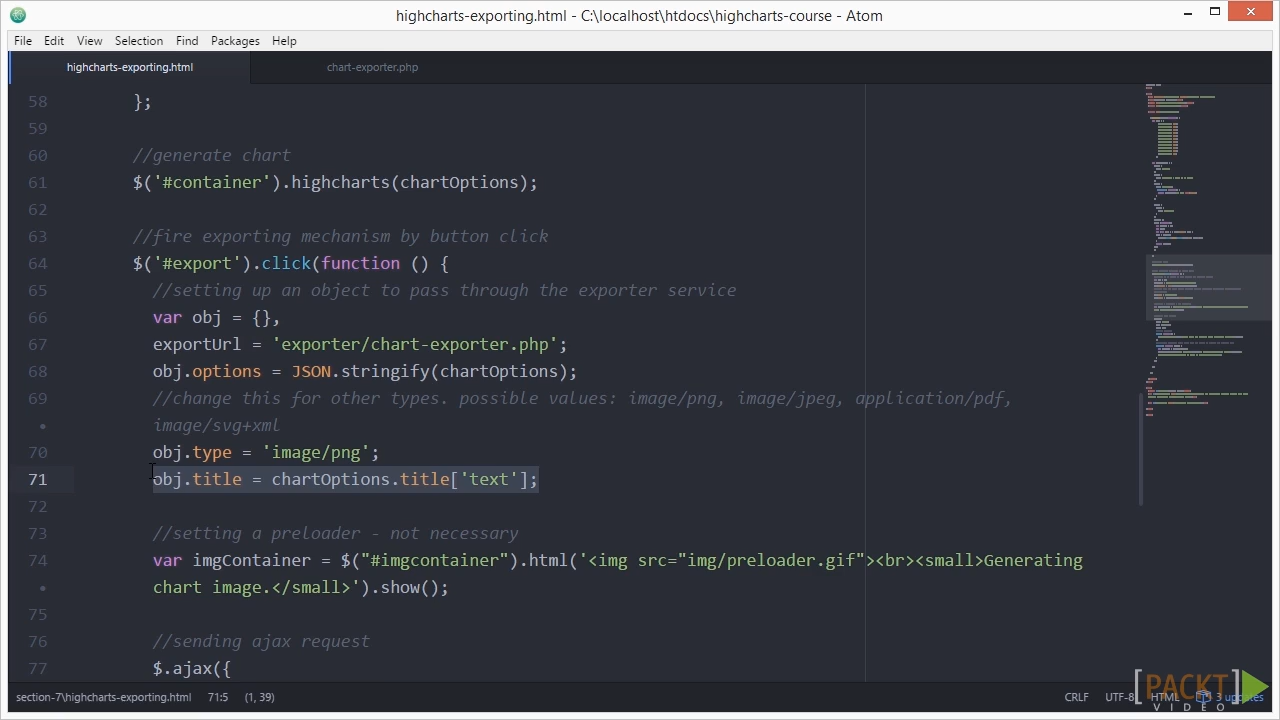 highcharts-exporting.html - C:\localhost\htdocs\highcharts-course - Atom
File Edit View Selection Find Packages Help
highcharts-exporting.html chart-exporter.php
58 };
59
60 //generate chart
61 $('#container').highcharts(chartOptions);
62
63 //fire exporting mechanism by button click
64 $('#export').click(function () {
65 //setting up an object to pass through the exporter service
66 var obj = {},
67 exportUrl = 'exporter/chart-exporter.php';
68 obj.options = JSON.stringify(chartOptions);
69 //change this for other types. Possible values: image/png, image/jpeg, application/pdf,
• image/svg+xml
70 obj.type = 'image/png';
71 obj.title = chartOptions.title['text'];
72
73 //setting a preloader - not necessary
74 var imgContainer = $("#imgcontainer").html('<img src="img/preloader.gif"><br><small>Generating
• chart image.</small>').show();
75
76 //sending ajax request
77 $.ajax({
section-7\highcharts-exporting.html 71:5 (1, 39) CRLF UTF-8 HTML 3 updates
[PACKT]
VIDEO